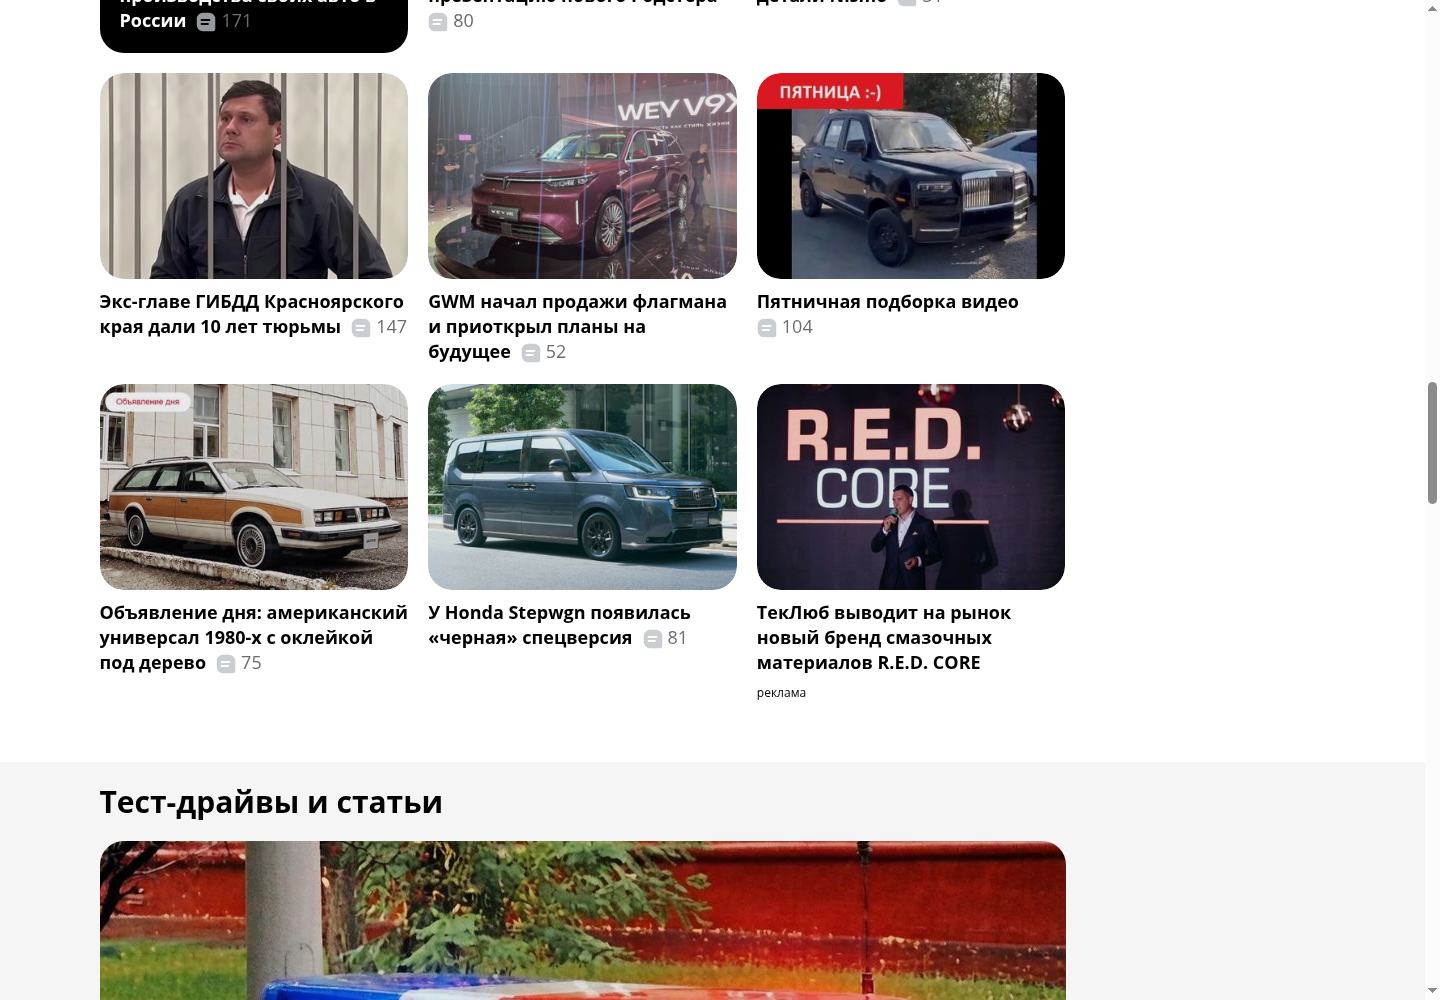 России 171
80
WEY V9X
ПЯТНИЦА :-)
Экс-главе ГИБДД Красноярского
края дали 10 лет тюрьмы 147
GWM начал продажи флагмана
и приоткрыл планы на
будущее 52
Пятничная подборка видео
104
Объявление дня
R.E.D.
CORE
Объявление дня: американский
универсал 1980-х с оклейкой
под дерево 75
У Honda Stepwgn появилась
«черная» спецверсия 81
ТекЛюб выводит на рынок
новый бренд смазочных
материалов R.E.D. CORE
реклама
Тест-драйвы и статьи